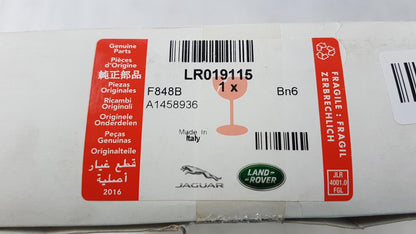 Genuine
Parts
Pièces
d'Origine
純正部品
Piezas
Originales
Ricambi
Originali
Originele
Onderdelen
Peças
Genuínas
Originalteile
قطع غيار
أصلية
2016
LR019115
1 x
F848B
Bn6
A1458936
Made In
Italy
JAGUAR
LAND-
ROVER
FRAGILE : FRAGIL
ZERBRECHLICH
JLR
4001.0
FGL